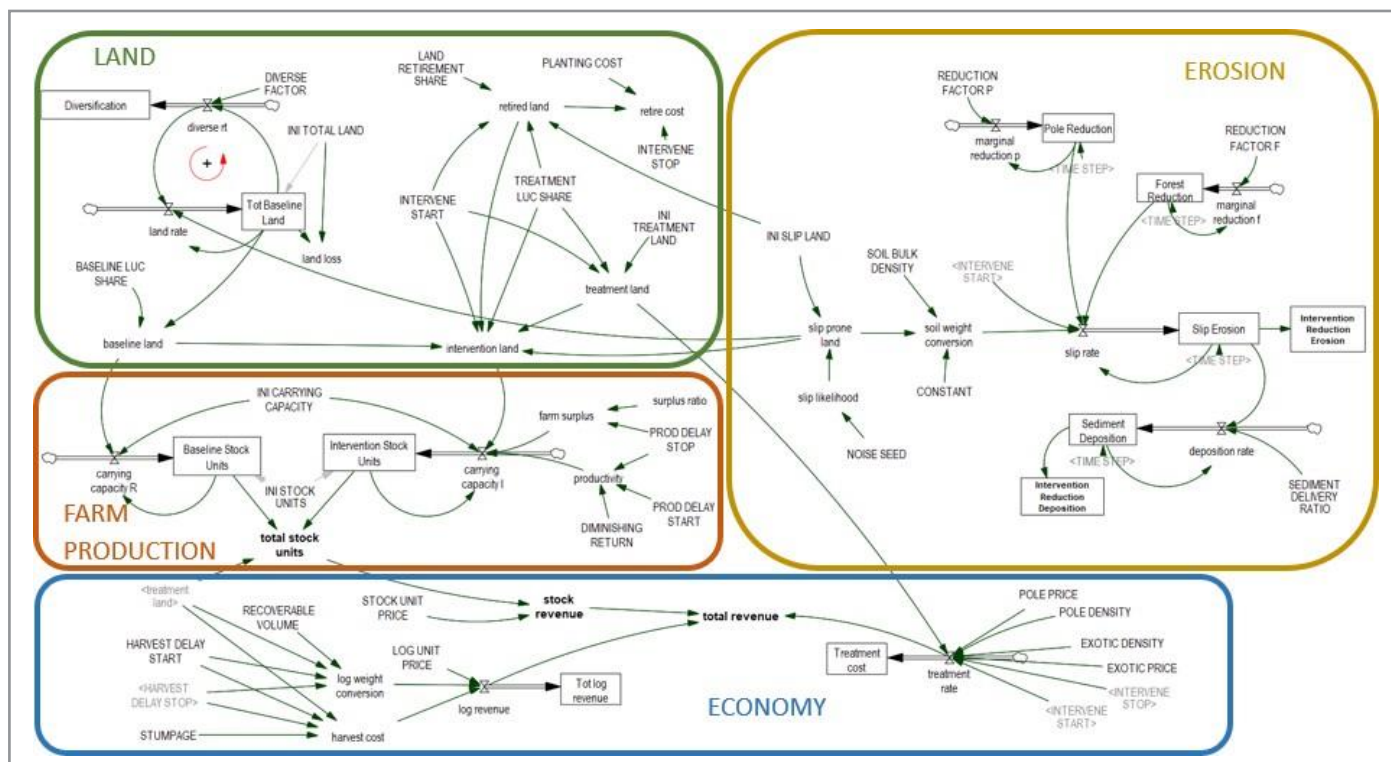 LAND
DIVERSE
FACTOR
Diversification
diverse rt
INI TOTAL LAND
+
Tot Baseline
Land
land rate
land loss
BASELINE LUC
SHARE
baseline land
LAND
RETIREMENT
SHARE
PLANTING COST
retired land
retire cost
INTERVENE
STOP
INTERVENE
START
TREATMENT
LUC SHARE
INI
TREATMENT
LAND
treatment land
intervention land
EROSION
REDUCTION
FACTOR P
marginal
reduction p
Pole Reduction
<TIME STEP>
REDUCTION
FACTOR F
Forest
Reduction
marginal
reduction f
<TIME STEP>
INI SLIP LAND
SOIL BULK
DENSITY
<INTERVENE
START>
slip prone
land
soil weight
conversion
slip rate
Slip Erosion
<TIME STEP>
Intervention
Reduction
Erosion
slip likelihood
CONSTANT
NOISE SEED
Sediment
Deposition
<TIME STEP>
deposition rate
Intervention
Reduction
Deposition
SEDIMENT
DELIVERY
RATIO
INI CARRYING
CAPACITY
farm surplus
surplus ratio
PROD DELAY
STOP
Baseline Stock
Units
Intervention Stock
Units
carrying
capacity R
carrying
capacity I
productivity
INI STOCK
UNITS
PROD DELAY
START
DIMINISHING
RETURN
FARM
PRODUCTION
total stock
units
<treatment
land>
RECOVERABLE
VOLUME
STOCK UNIT
PRICE
stock
revenue
total revenue
HARVEST DELAY
START
LOG UNIT
PRICE
<HARVEST
DELAY STOP>
log weight
conversion
log revenue
Tot log
revenue
STUMPAGE
harvest cost
ECONOMY
POLE PRICE
POLE DENSITY
EXOTIC DENSITY
EXOTIC PRICE
Treatment
cost
treatment
rate
<INTERVENE
STOP>
<INTERVENE
START>